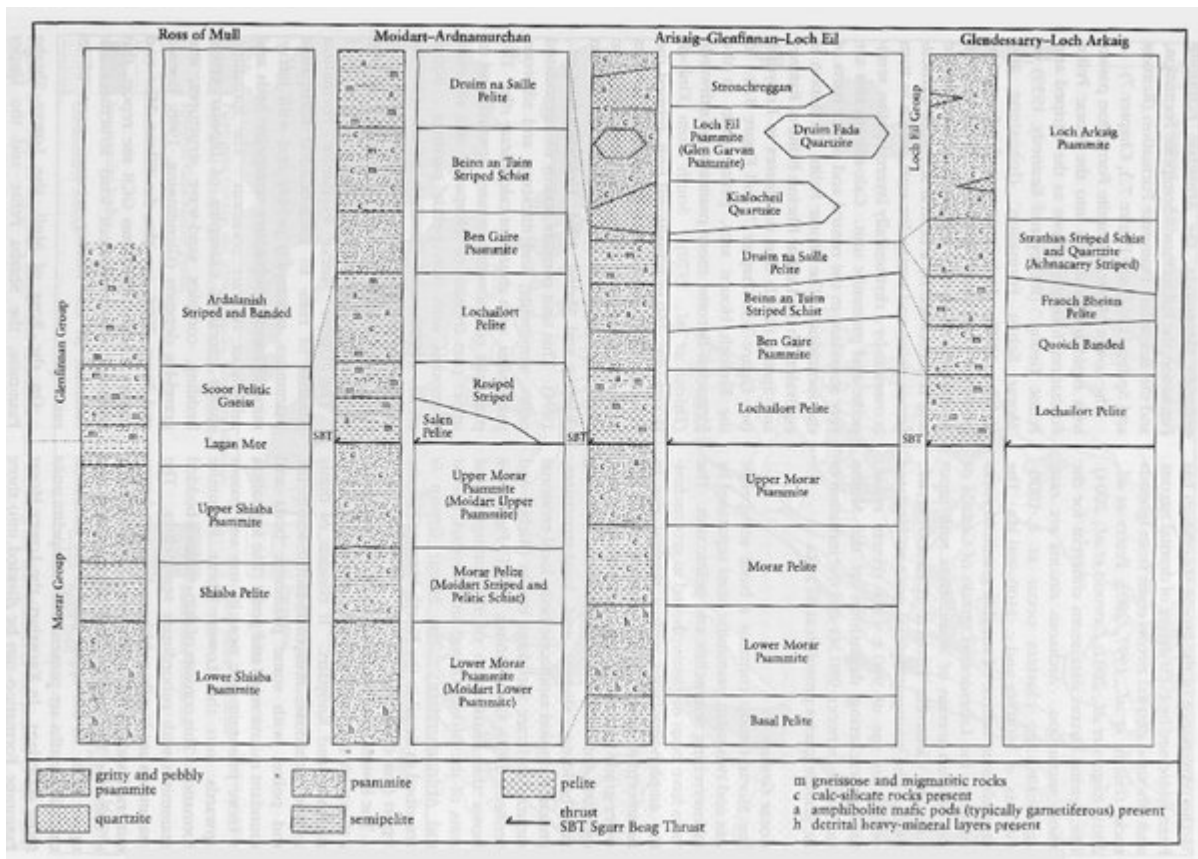 Ross of Mull
Moidart–Ardnamurchan
Arisaig–Glenfinnan–Loch Eil
Glendessarry–Loch Arkaig
Glenfinnan Group
Morar Group
Ardalanish
Striped and Banded
Scoor Pelitic
Gneiss
Lagan Mor
Upper Shiaba
Psammite
Shiaba Pelite
Lower Shiaba
Psammite
SBT
Druim na Saille
Pelite
Beinn an Tuim
Striped Schist
Ben Gaire
Psammite
Lochailort
Pelite
Resipol
Striped
Salen
Pelite
Upper Morar
Psammite
(Moidart Upper
Psammite)
Morar Pelite
(Moidart Striped and
Pelitic Schist)
Lower Morar
Psammite
(Moidart Lower
Psammite)
SBT
Stronchreggan
Loch Eil
Psammite
(Glen Garvan
Psammite)
Druim Fada
Quartzite
Kinlocheil
Quartzite
Druim na Saille
Pelite
Beinn an Tuim
Striped Schist
Ben Gaire
Psammite
Lochailort Pelite
Upper Morar
Psammite
Morar Pelite
Lower Morar
Psammite
Basal Pelite
Loch Eil Group
SBT
Loch Arkaig
Psammite
Strathan Striped Schist
and Quartzite
(Achnacarry Striped)
Fraoch Bheinn
Pelite
Quoich Banded
Lochailort Pelite
gritty and pebbly
psammite
quartzite
psammite
semipelite
pelite
thrust
SBT Sgurr Beag Thrust
m gneissose and migmatitic rocks
c calc-silicate rocks present
a amphibolite mafic pods (typically garnetiferous) present
h detrital heavy-mineral layers present